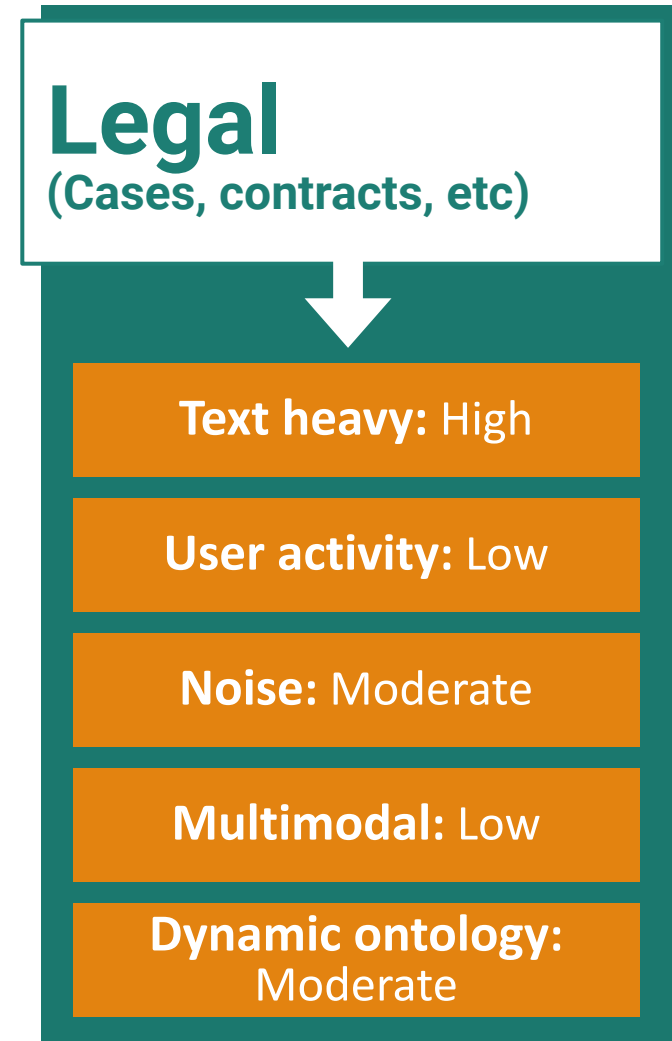 Legal
(Cases, contracts, etc)
Text heavy: High
User activity: Low
Noise: Moderate
Multimodal: Low
Dynamic ontology:
Moderate